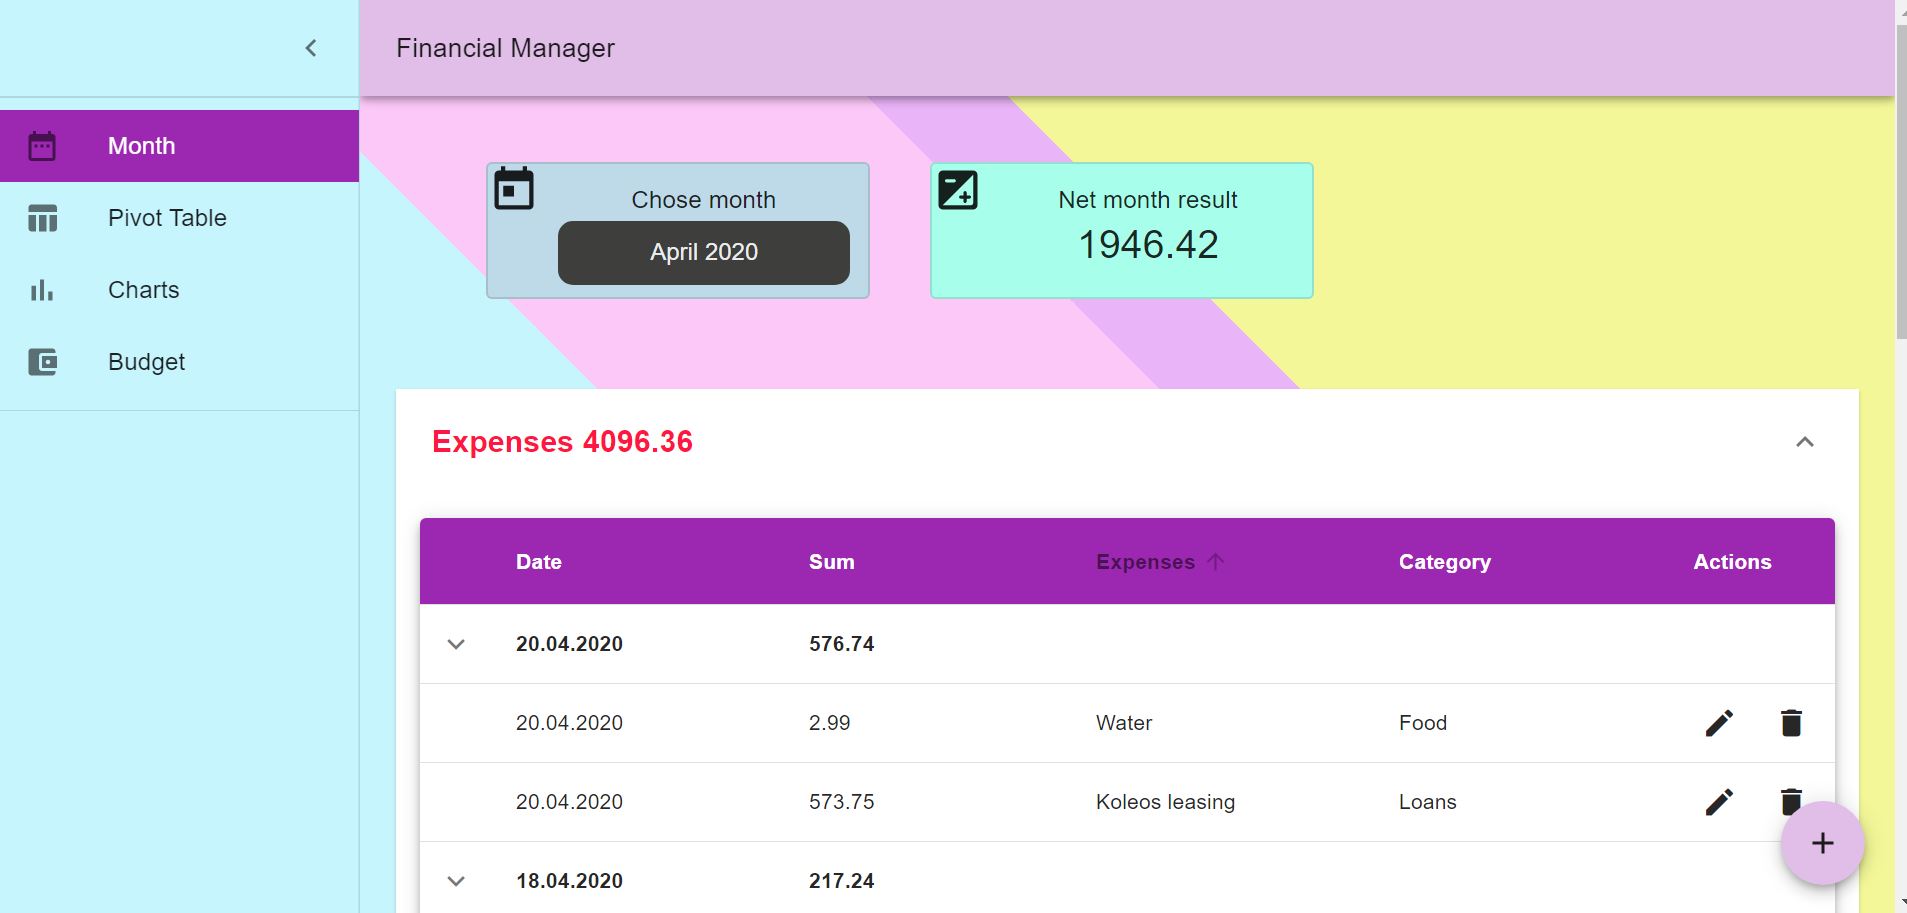 Financial Manager
Month
Pivot Table
Charts
Budget
Chose month
April 2020
Net month result
1946.42
Expenses 4096.36
Date Sum Expenses Category Actions
20.04.2020 576.74
20.04.2020 2.99 Water Food
20.04.2020 573.75 Koleos leasing Loans
18.04.2020 217.24